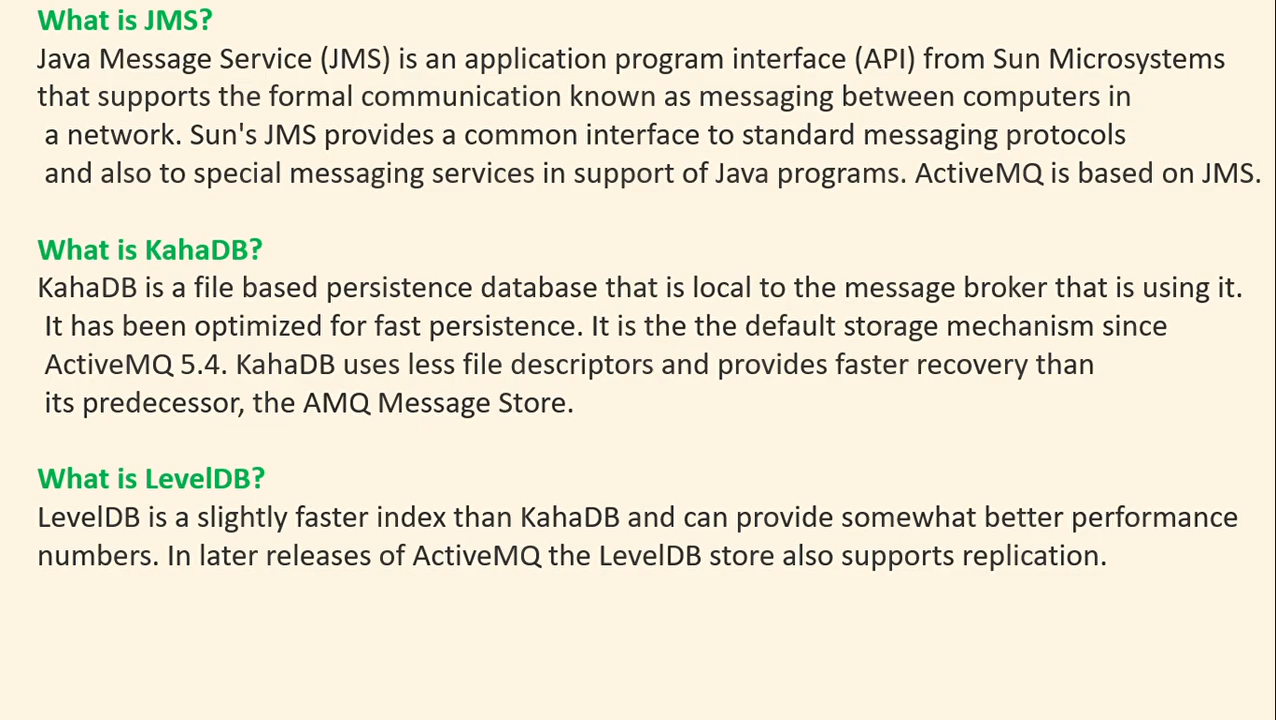 What is JMS?
Java Message Service (JMS) is an application program interface (API) from Sun Microsystems
that supports the formal communication known as messaging between computers in
a network. Sun's JMS provides a common interface to standard messaging protocols
and also to special messaging services in support of Java programs. ActiveMQ is based on JMS.
What is KahaDB?
KahaDB is a file based persistence database that is local to the message broker that is using it.
It has been optimized for fast persistence. It is the the default storage mechanism since
ActiveMQ 5.4. KahaDB uses less file descriptors and provides faster recovery than
its predecessor, the AMQ Message Store.
What is LevelDB?
LevelDB is a slightly faster index than KahaDB and can provide somewhat better performance
numbers. In later releases of ActiveMQ the LevelDB store also supports replication.